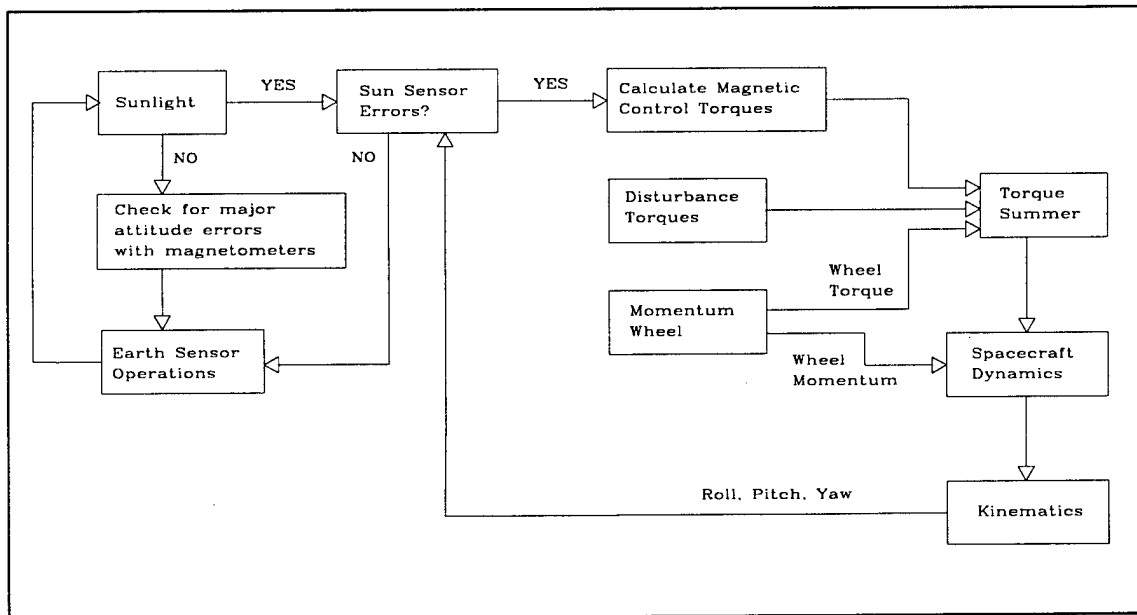 Sunlight
YES
Sun Sensor
Errors?
YES
Calculate Magnetic
Control Torques
NO
NO
Check for major
attitude errors
with magnetometers
Disturbance
Torques
Torque
Summer
Wheel
Torque
Momentum
Wheel
Earth Sensor
Operations
Wheel
Momentum
Spacecraft
Dynamics
Roll, Pitch, Yaw
Kinematics